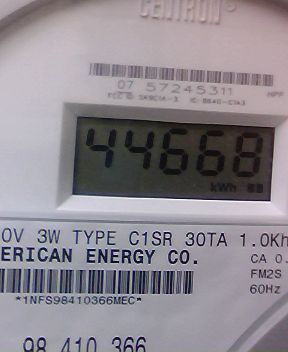 CENTRON®
07 57245311
HPF
44668
kWh
0V 3W TYPE C1SR 30TA 1.0Kh
ERICAN ENERGY CO.
CA 0.
FM2S
60Hz
*1NFS98410366MEC*
98 410 366